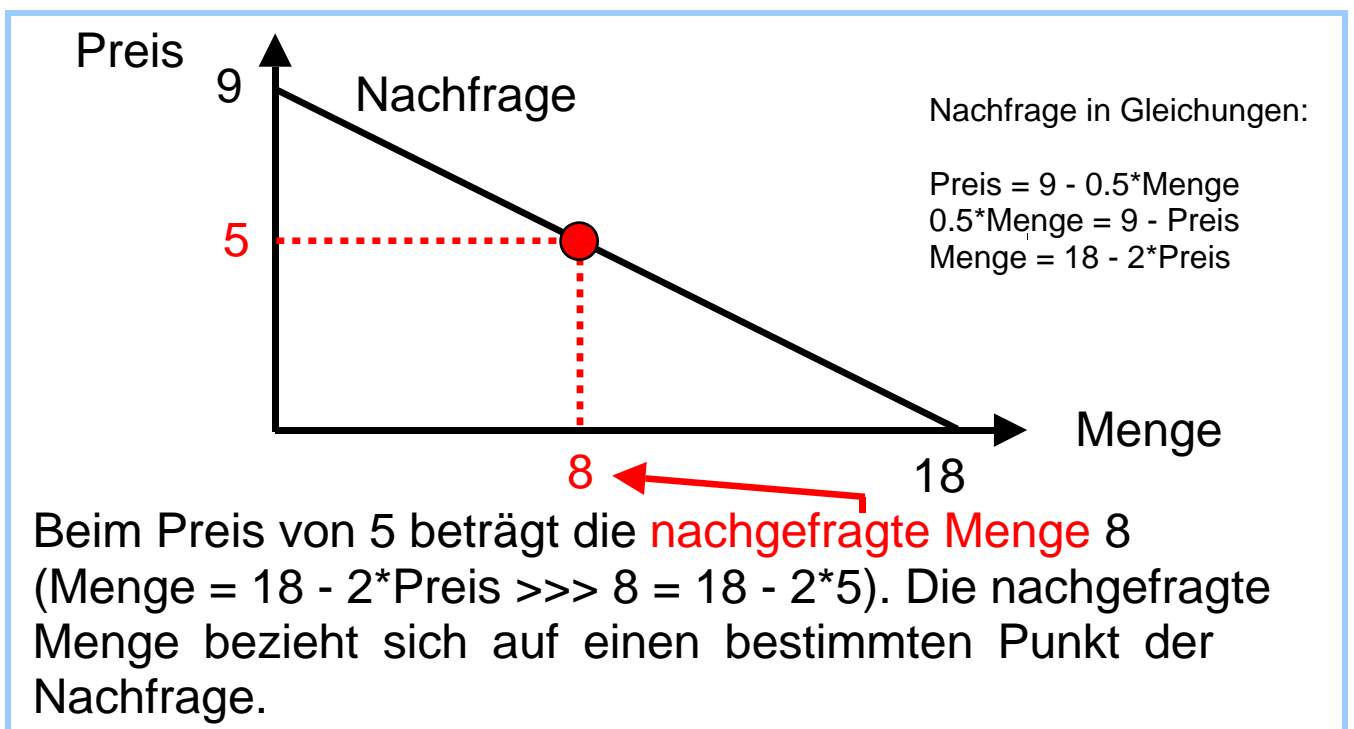 Preis
9
Nachfrage
Nachfrage in Gleichungen:
Preis = 9 - 0.5*Menge
0.5*Menge = 9 - Preis
Menge = 18 - 2*Preis
5
Menge
8
18
Beim Preis von 5 beträgt die nachgefragte Menge 8
(Menge = 18 - 2*Preis >>> 8 = 18 - 2*5). Die nachgefragte
Menge bezieht sich auf einen bestimmten Punkt der
Nachfrage.